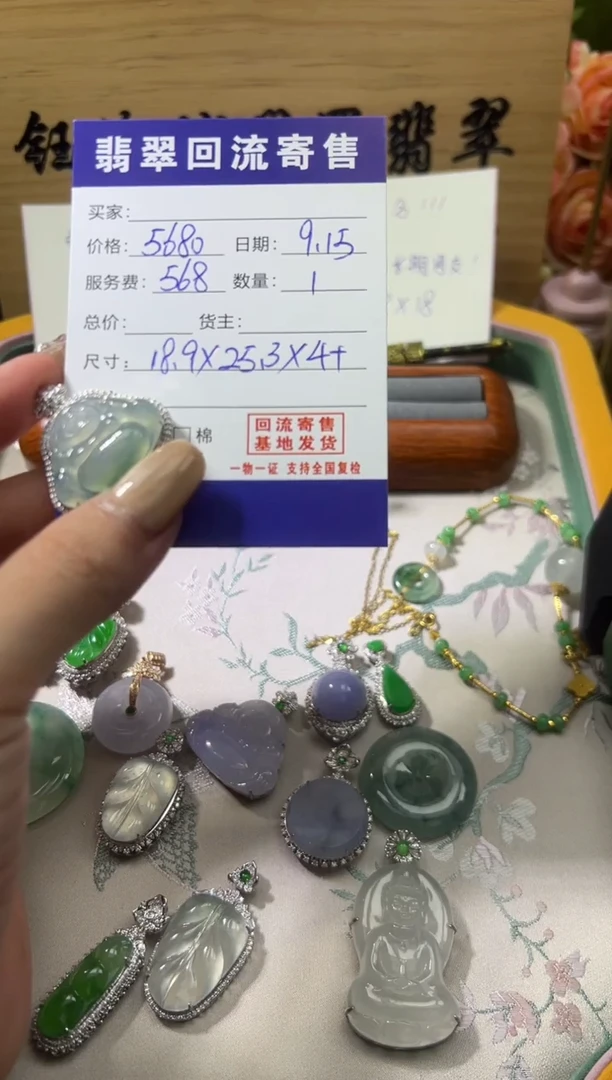 钰
翡翠
翡翠回流寄售
买家：
价格：5680 日期：9.15
服务费：568 数量：1
总价： 货主：
尺寸：18.9X25.3X4+
棉
回流寄售
基地发货
一物一证 支持全国复检